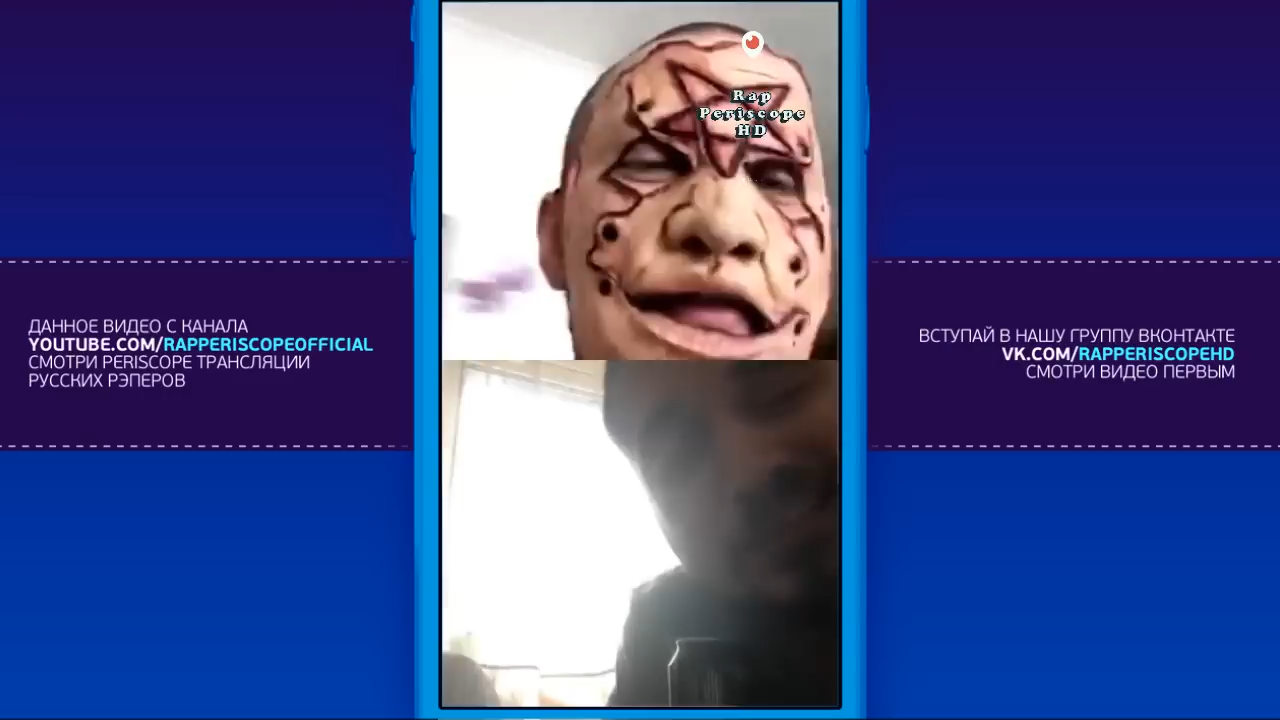 Rap
Periscope
HD
ДАННОЕ ВИДЕО С КАНАЛА
YOUTUBE.COM/RAPPERISCOPEOFFICIAL
СМОТРИ PERISCOPE ТРАНСЛЯЦИИ
РУССКИХ РЭПЕРОВ
ВСТУПАЙ В НАШУ ГРУППУ ВКОНТАКТЕ
VK.COM/RAPPERISCOPEHD
СМОТРИ ВИДЕО ПЕРВЫМ